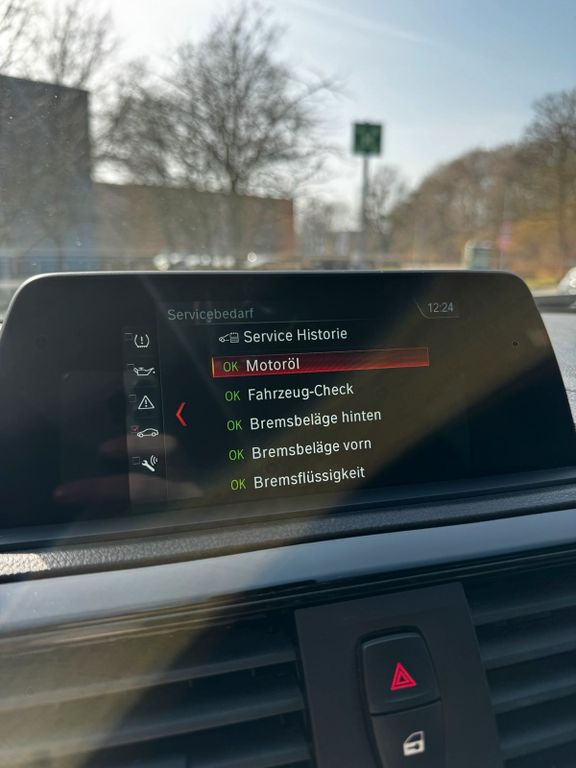 Servicebedarf
12:24
Service Historie
OK Motoröl
OK Fahrzeug-Check
OK Bremsbeläge hinten
OK Bremsbeläge vorn
OK Bremsflüssigkeit